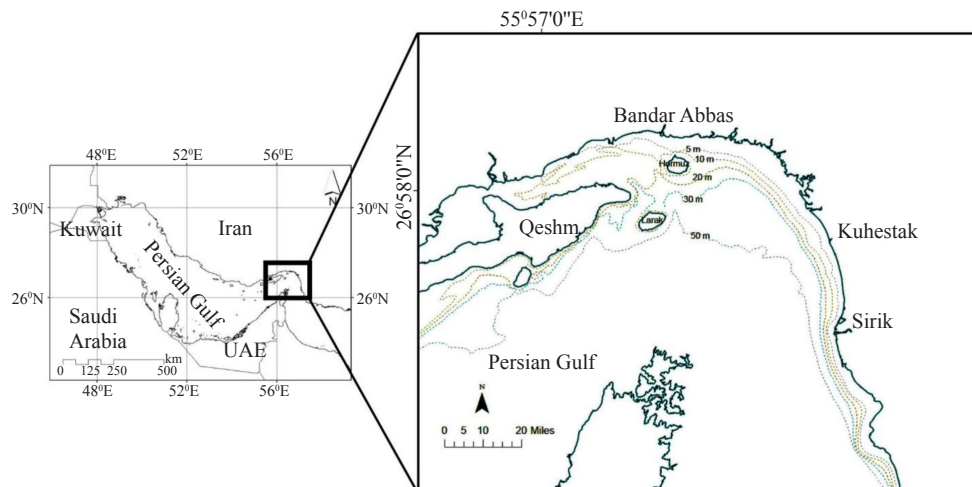 55⁰57'0"E
48⁰E 52⁰E 56⁰E
30⁰N
26⁰N
N
Kuwait
Iran
Persian Gulf
Saudi
Arabia
UAE
km
0 125 250 500
48⁰E 52⁰E 56⁰E
26⁰58'0"N
Bandar Abbas
5 m
10 m
Hormuz
20 m
30 m
Qeshm
Larak
50 m
Kuhestak
Sirik
Persian Gulf
N
0 5 10 20 Miles